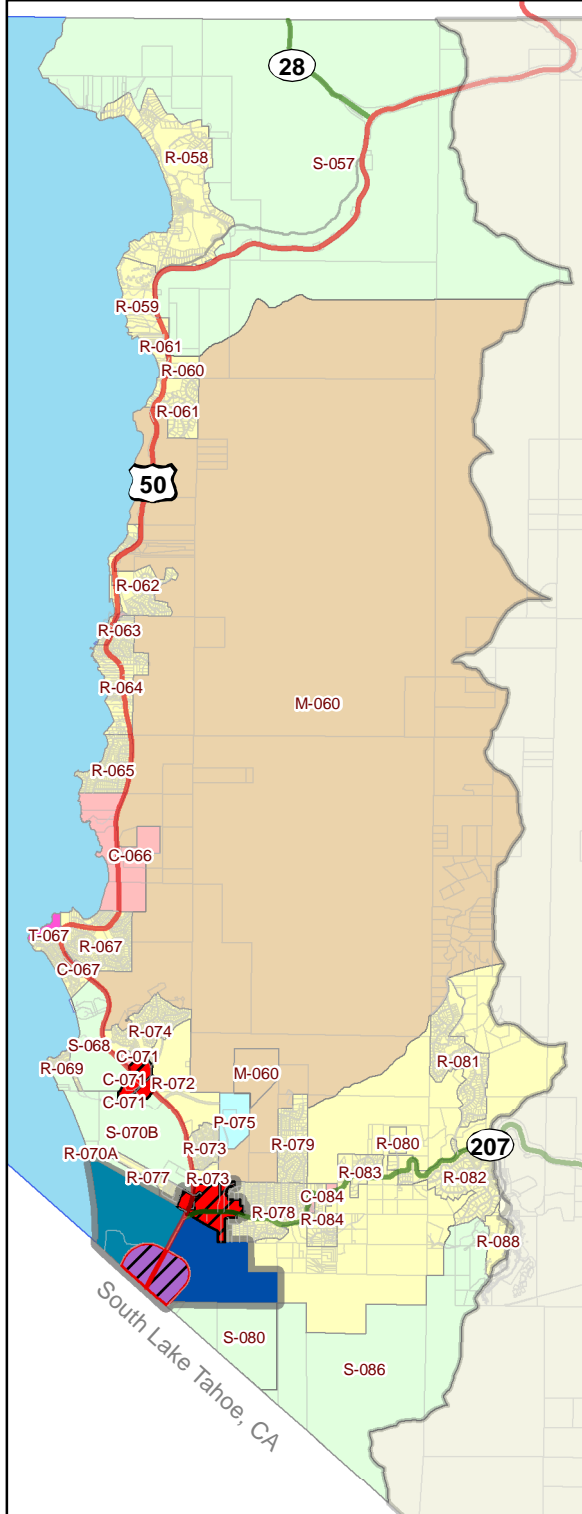 28
R-058
S-057
R-059
R-061
R-060
R-061
50
R-062
R-063
R-064
M-060
R-065
C-066
T-067
R-067
C-067
R-074
S-068
C-071
R-069
C-071
R-072
M-060
R-081
C-071
P-075
S-070B
R-073
R-079
R-080
207
R-070A
R-077
R-073
R-083
R-082
C-084
R-078
R-084
R-088
South Lake Tahoe, CA
S-080
S-086